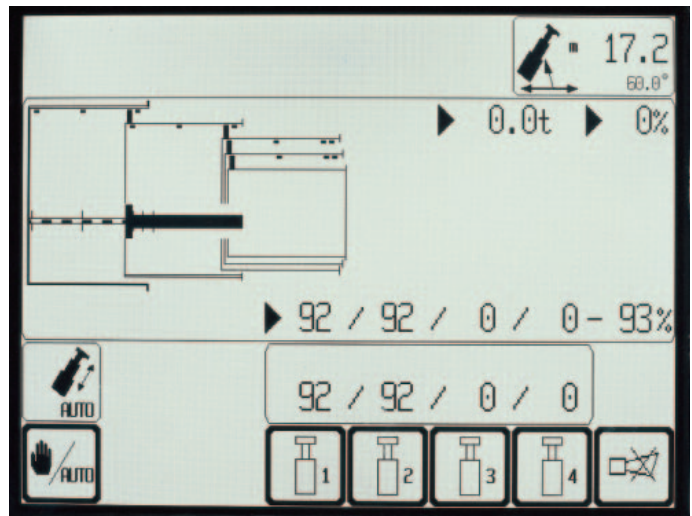 m 17.2
60.0°
0.0t 0%
92 / 92 / 0 / 0 - 93%
AUTO 92 / 92 / 0 / 0
/AUTO 1 2 3 4